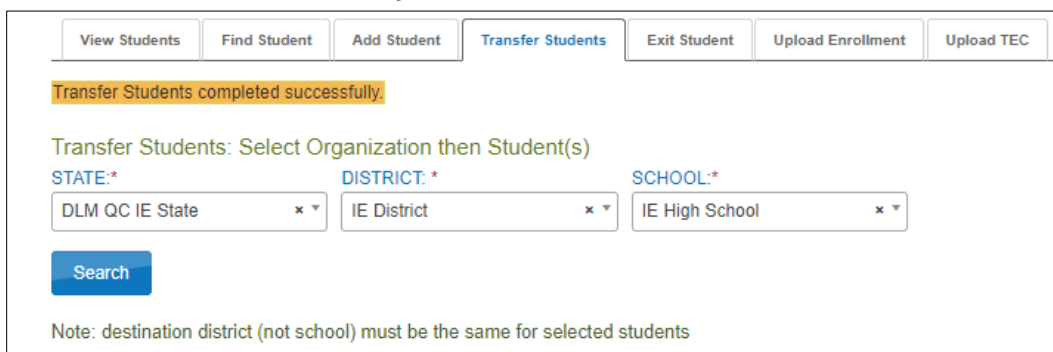 View Students Find Student Add Student Transfer Students Exit Student Upload Enrollment Upload TEC
Transfer Students completed successfully.
Transfer Students: Select Organization then Student(s)
STATE:* DISTRICT: * SCHOOL:*
DLM QC IE State × ▼ IE District × ▼ IE High School × ▼
Search
Note: destination district (not school) must be the same for selected students